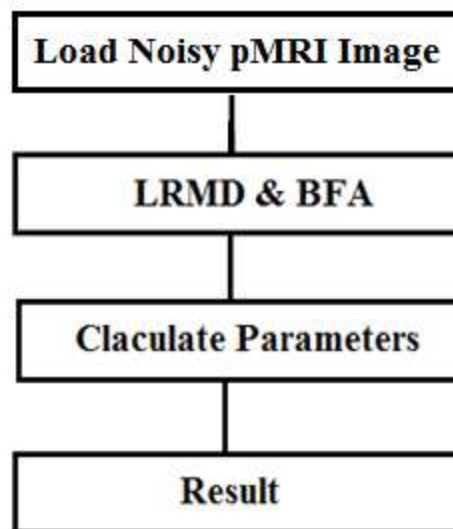 Load Noisy pMRI Image
LRMD & BFA
Claculate Parameters
Result